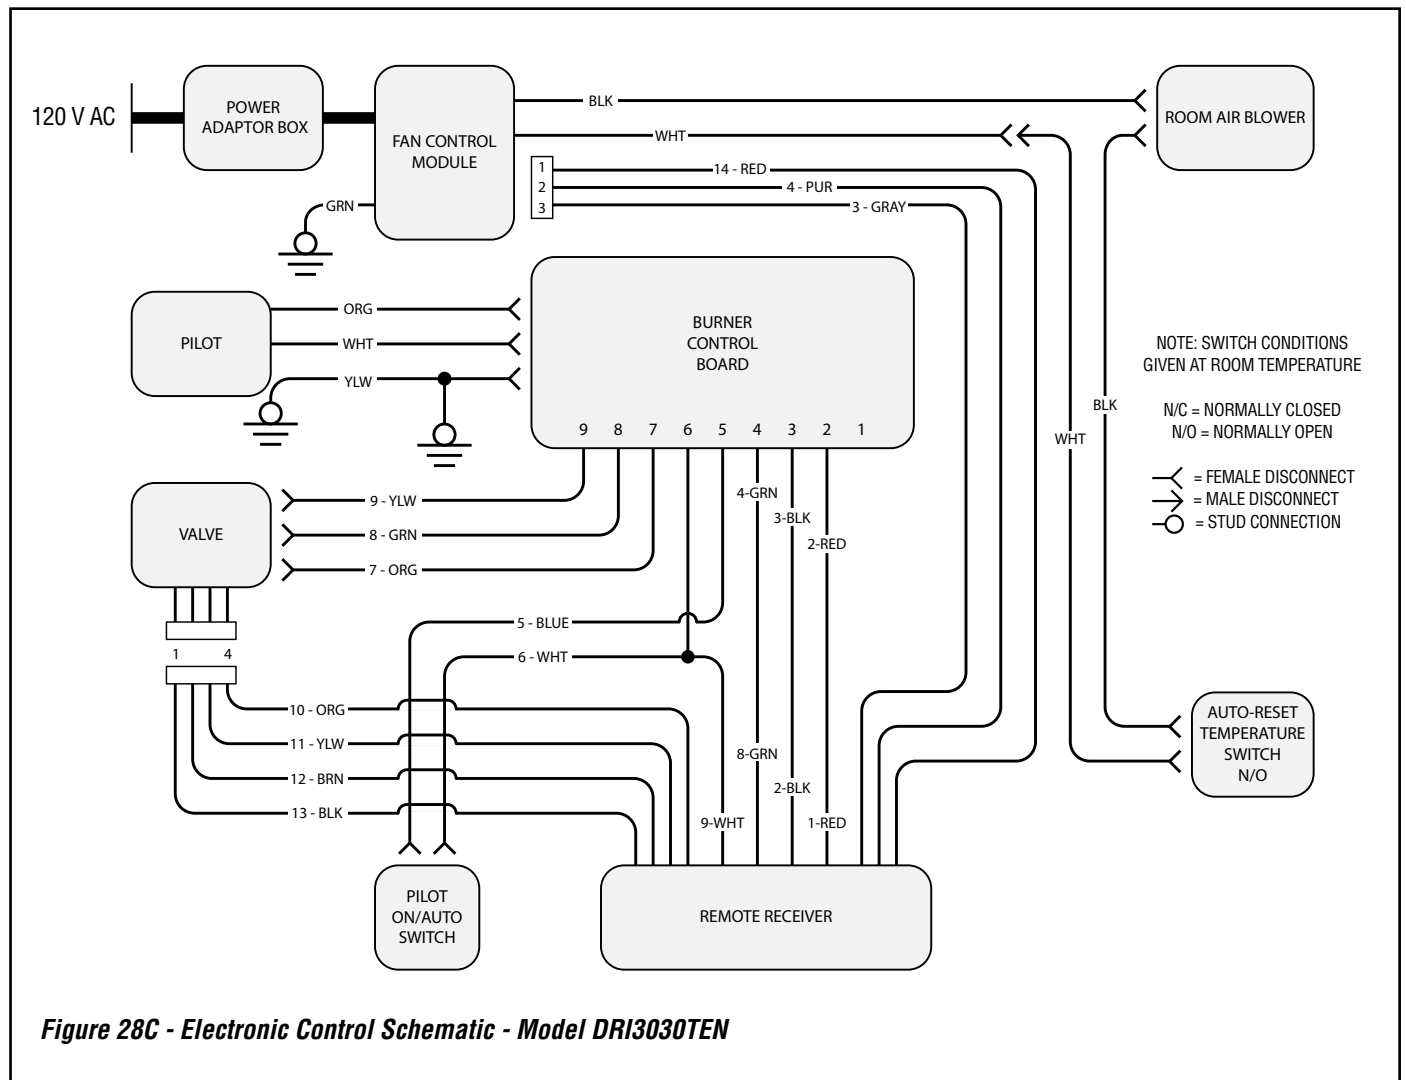 120 V AC
POWER
ADAPTOR BOX
FAN CONTROL
MODULE
BLK
WHT
ROOM AIR BLOWER
1
2
3
14 - RED
4 - PUR
3 - GRAY
GRN
PILOT
ORG
WHT
YLW
BURNER
CONTROL
BOARD
9 8 7 6 5 4 3 2 1
NOTE: SWITCH CONDITIONS
GIVEN AT ROOM TEMPERATURE
N/C = NORMALLY CLOSED
N/O = NORMALLY OPEN
= FEMALE DISCONNECT
= MALE DISCONNECT
= STUD CONNECTION
BLK
WHT
VALVE
9 - YLW
8 - GRN
7 - ORG
4-GRN
3-BLK
2-RED
5 - BLUE
6 - WHT
1 4
10 - ORG
11 - YLW
12 - BRN
13 - BLK
8-GRN
2-BLK
9-WHT
1-RED
AUTO-RESET
TEMPERATURE
SWITCH
N/O
PILOT
ON/AUTO
SWITCH
REMOTE RECEIVER
Figure 28C - Electronic Control Schematic - Model DRI3030TEN